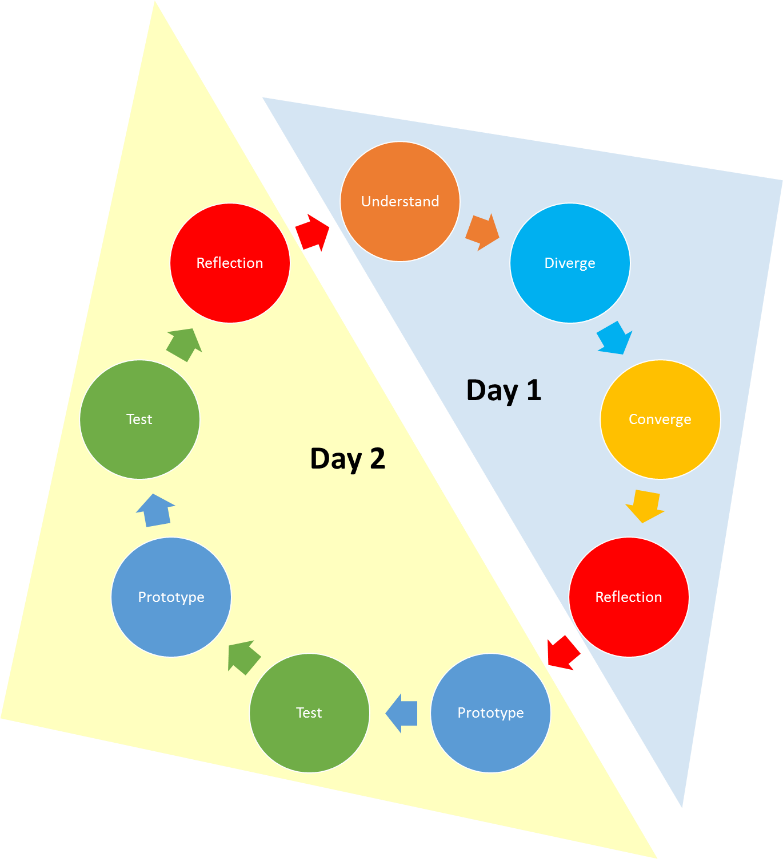 Understand
Diverge
Converge
Reflection
Day 1
Prototype
Test
Prototype
Test
Reflection
Day 2